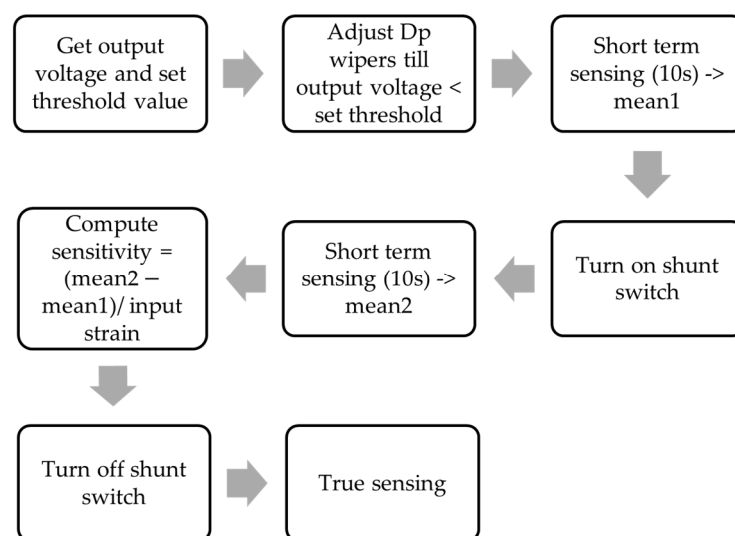 Get output
voltage and set
threshold value
Adjust Dp
wipers till
output voltage <
set threshold
Short term
sensing (10s) ->
mean1
Turn on shunt
switch
Short term
sensing (10s) ->
mean2
Compute
sensitivity =
(mean2 −
mean1)/ input
strain
Turn off shunt
switch
True sensing